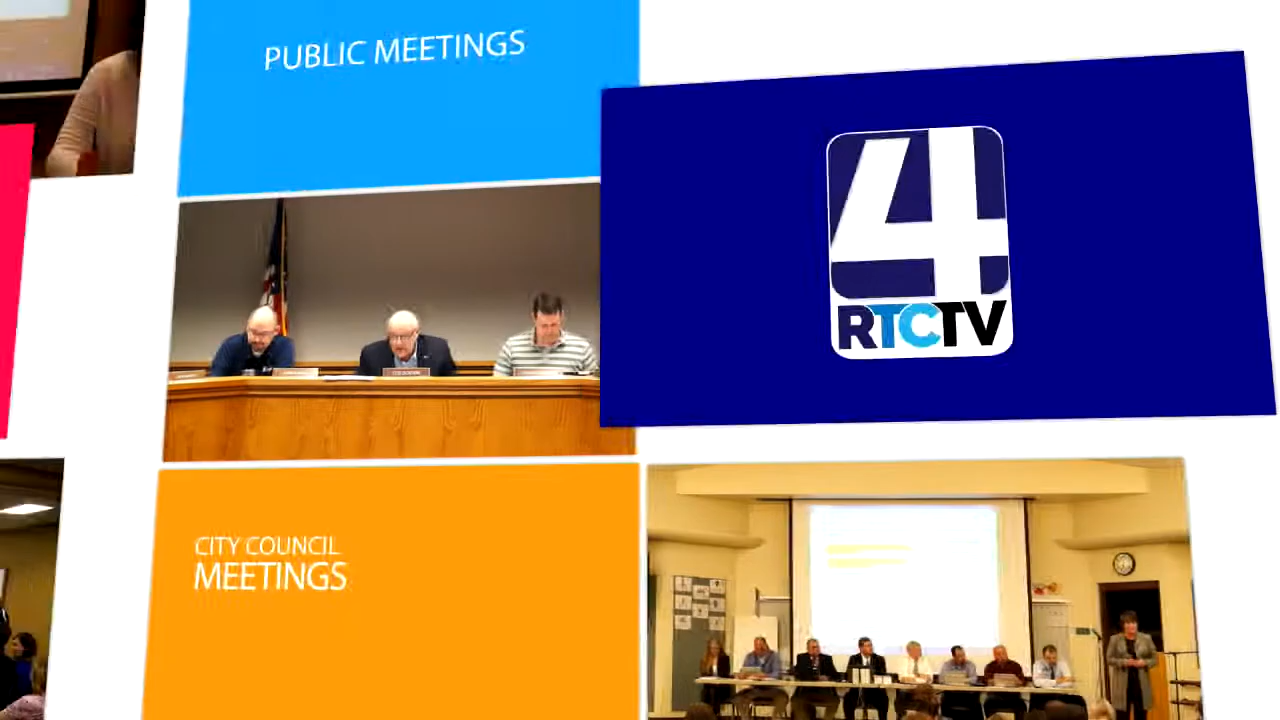 PUBLIC MEETINGS
4
RTCTV
CITY COUNCIL
MEETINGS